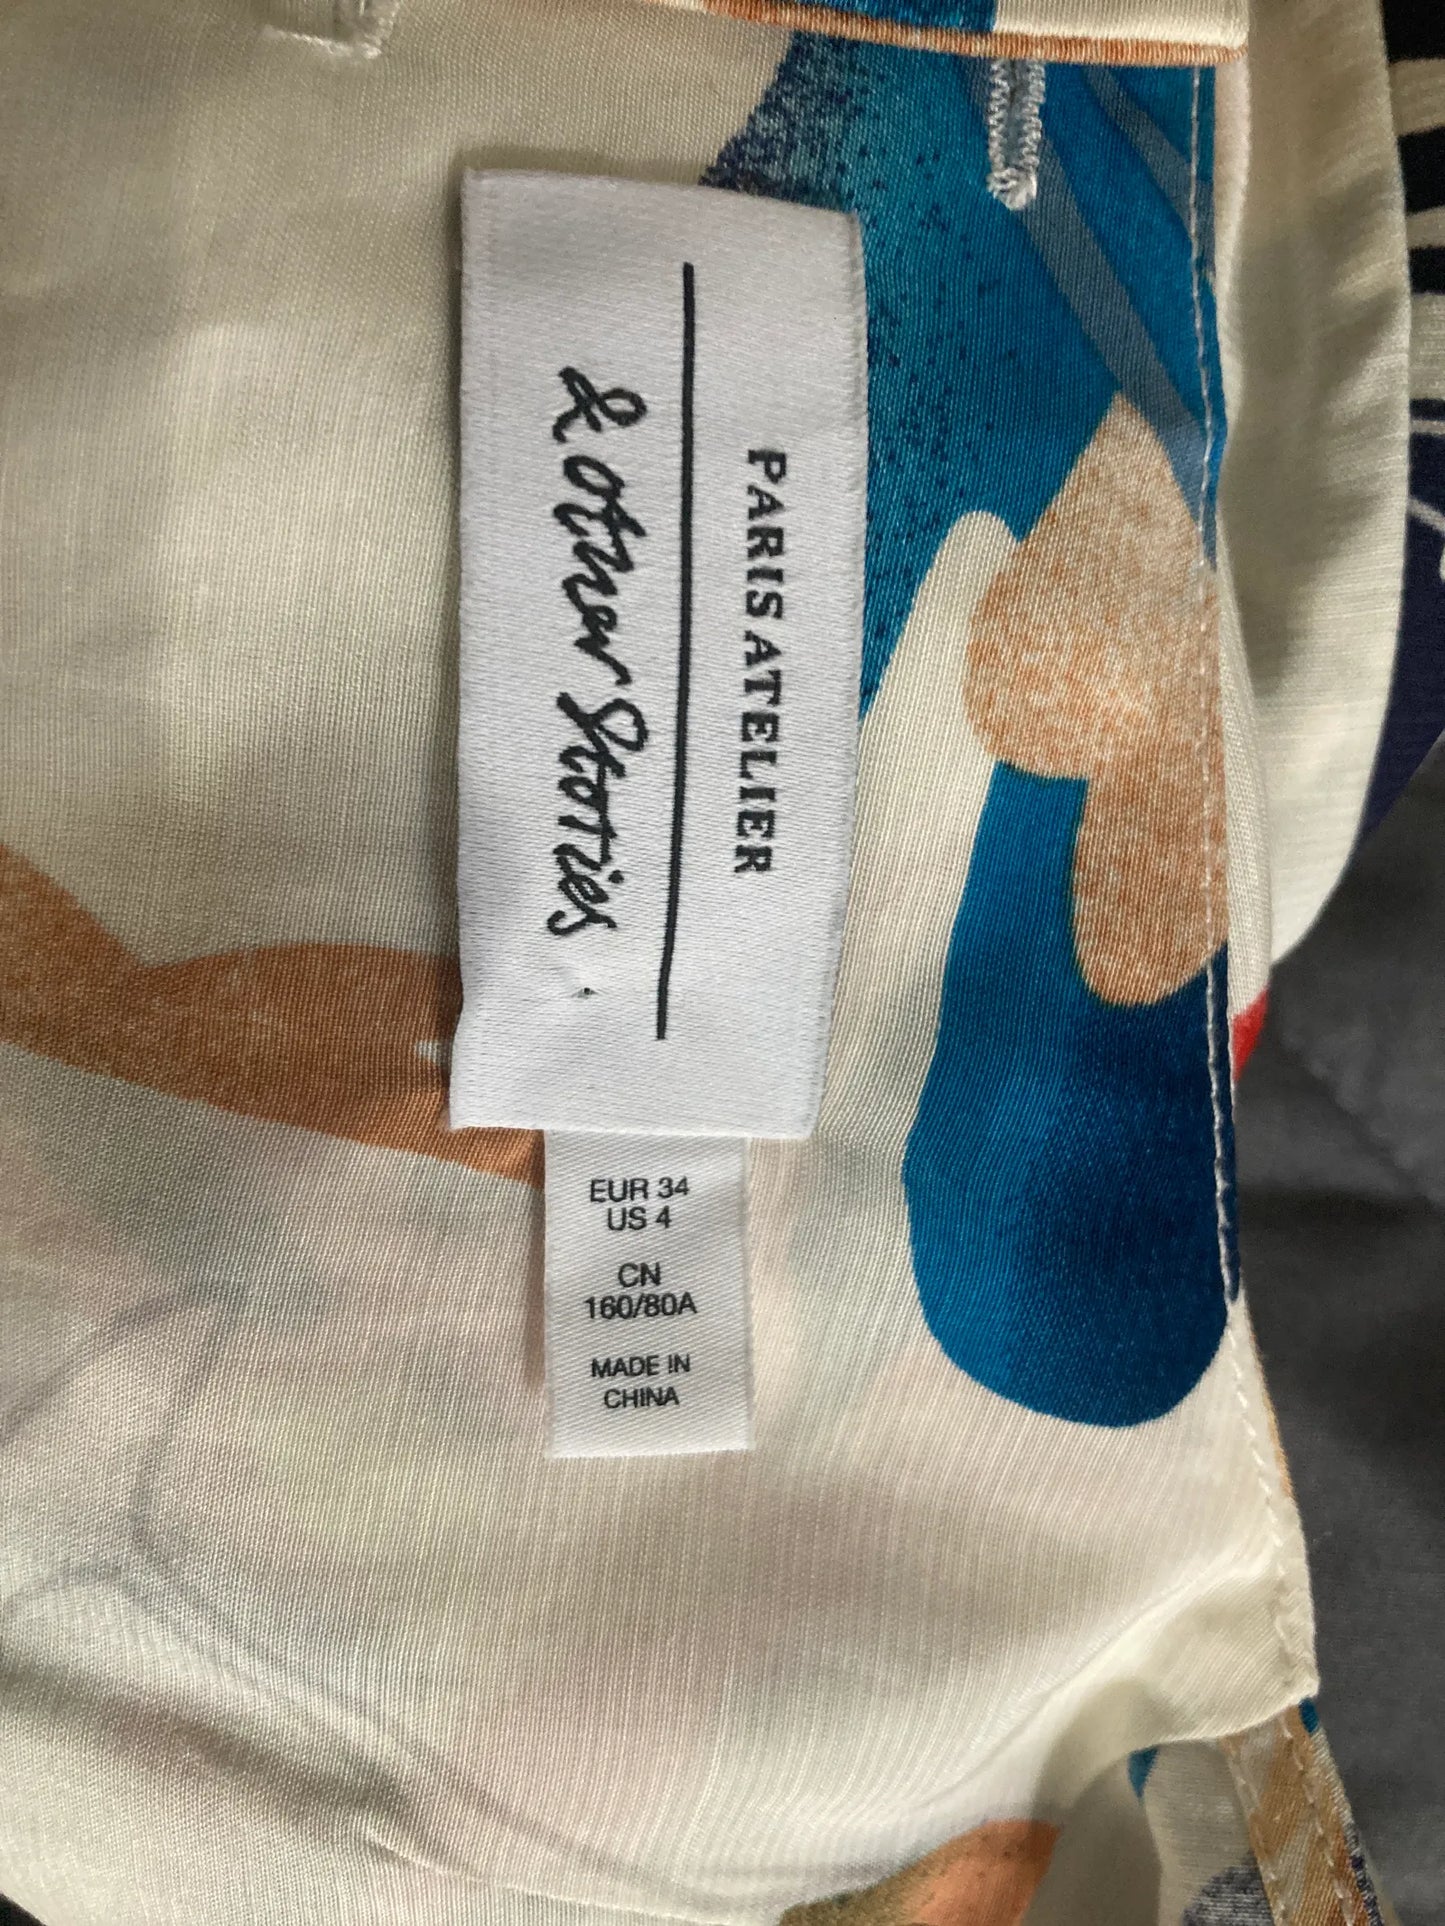 PARIS ATELIER
& Other Stories
EUR 34
US 4
CN
160/80A
MADE IN
CHINA